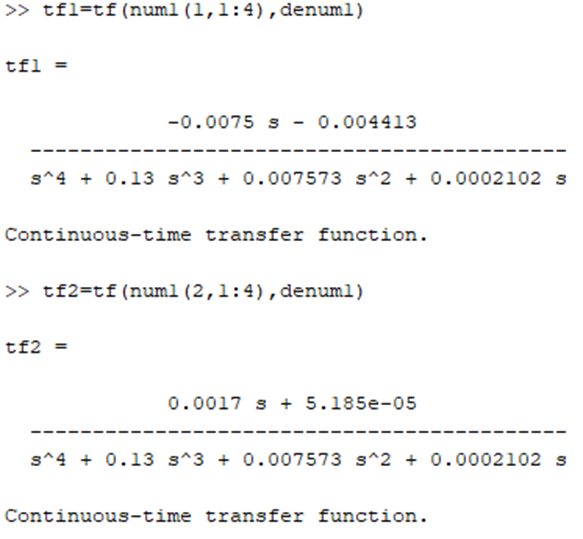 >> tf1=tf(num1(1,1:4),denum1)
tf1 =
-0.0075 s - 0.004413
---------------------------------------------
s^4 + 0.13 s^3 + 0.007573 s^2 + 0.0002102 s
Continuous-time transfer function.
>> tf2=tf(num1(2,1:4),denum1)
tf2 =
0.0017 s + 5.185e-05
---------------------------------------------
s^4 + 0.13 s^3 + 0.007573 s^2 + 0.0002102 s
Continuous-time transfer function.